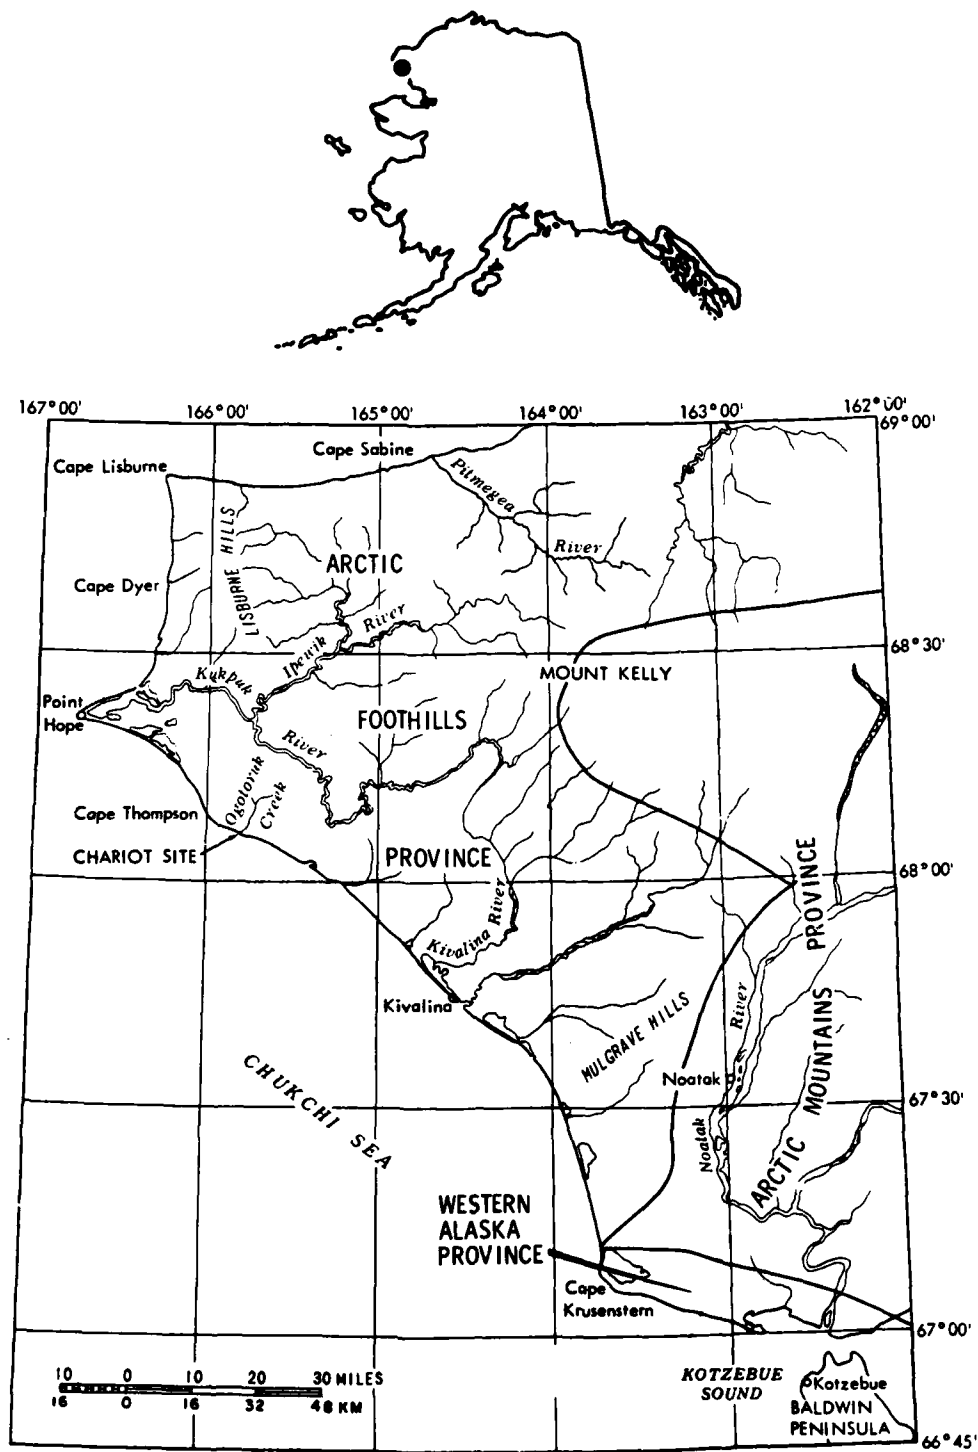 167°00'
166°00'
165°00'
164°00'
163°00'
162°00'
69°00'
Cape Sabine
Cape Lisburne
Pitmegea
River
LISBURNE HILLS
ARCTIC
Cape Dyer
River
Ipewik
68°30'
Kukpuk
MOUNT KELLY
Point
Hope
FOOTHILLS
River
Ogotoruk
Creek
Cape Thompson
CHARIOT SITE
PROVINCE
68°00'
PROVINCE
Kivalina River
Kivalina
MULGRAVE HILLS
River
ARCTIC MOUNTAINS
CHUKCHI SEA
Noatak
67°30'
Noatak
WESTERN
ALASKA
PROVINCE
Cape
Krusenstern
67°00'
10 0 10 20 30 MILES
16 0 16 32 48 KM
KOTZEBUE
SOUND
Kotzebue
BALDWIN
PENINSULA
66°45'